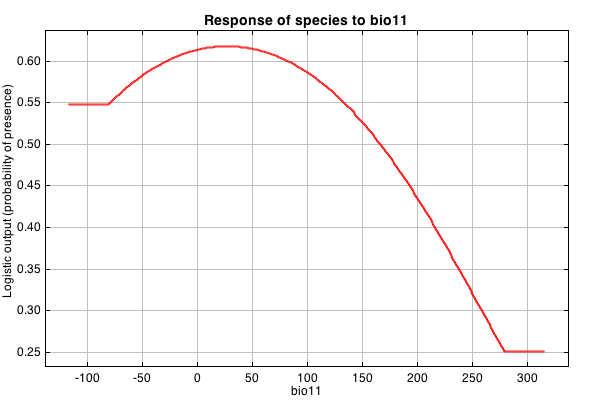 Response of species to bio11
Logistic output (probability of presence)
0.60
0.55
0.50
0.45
0.40
0.35
0.30
0.25
-100 -50 0 50 100 150 200 250 300
bio11